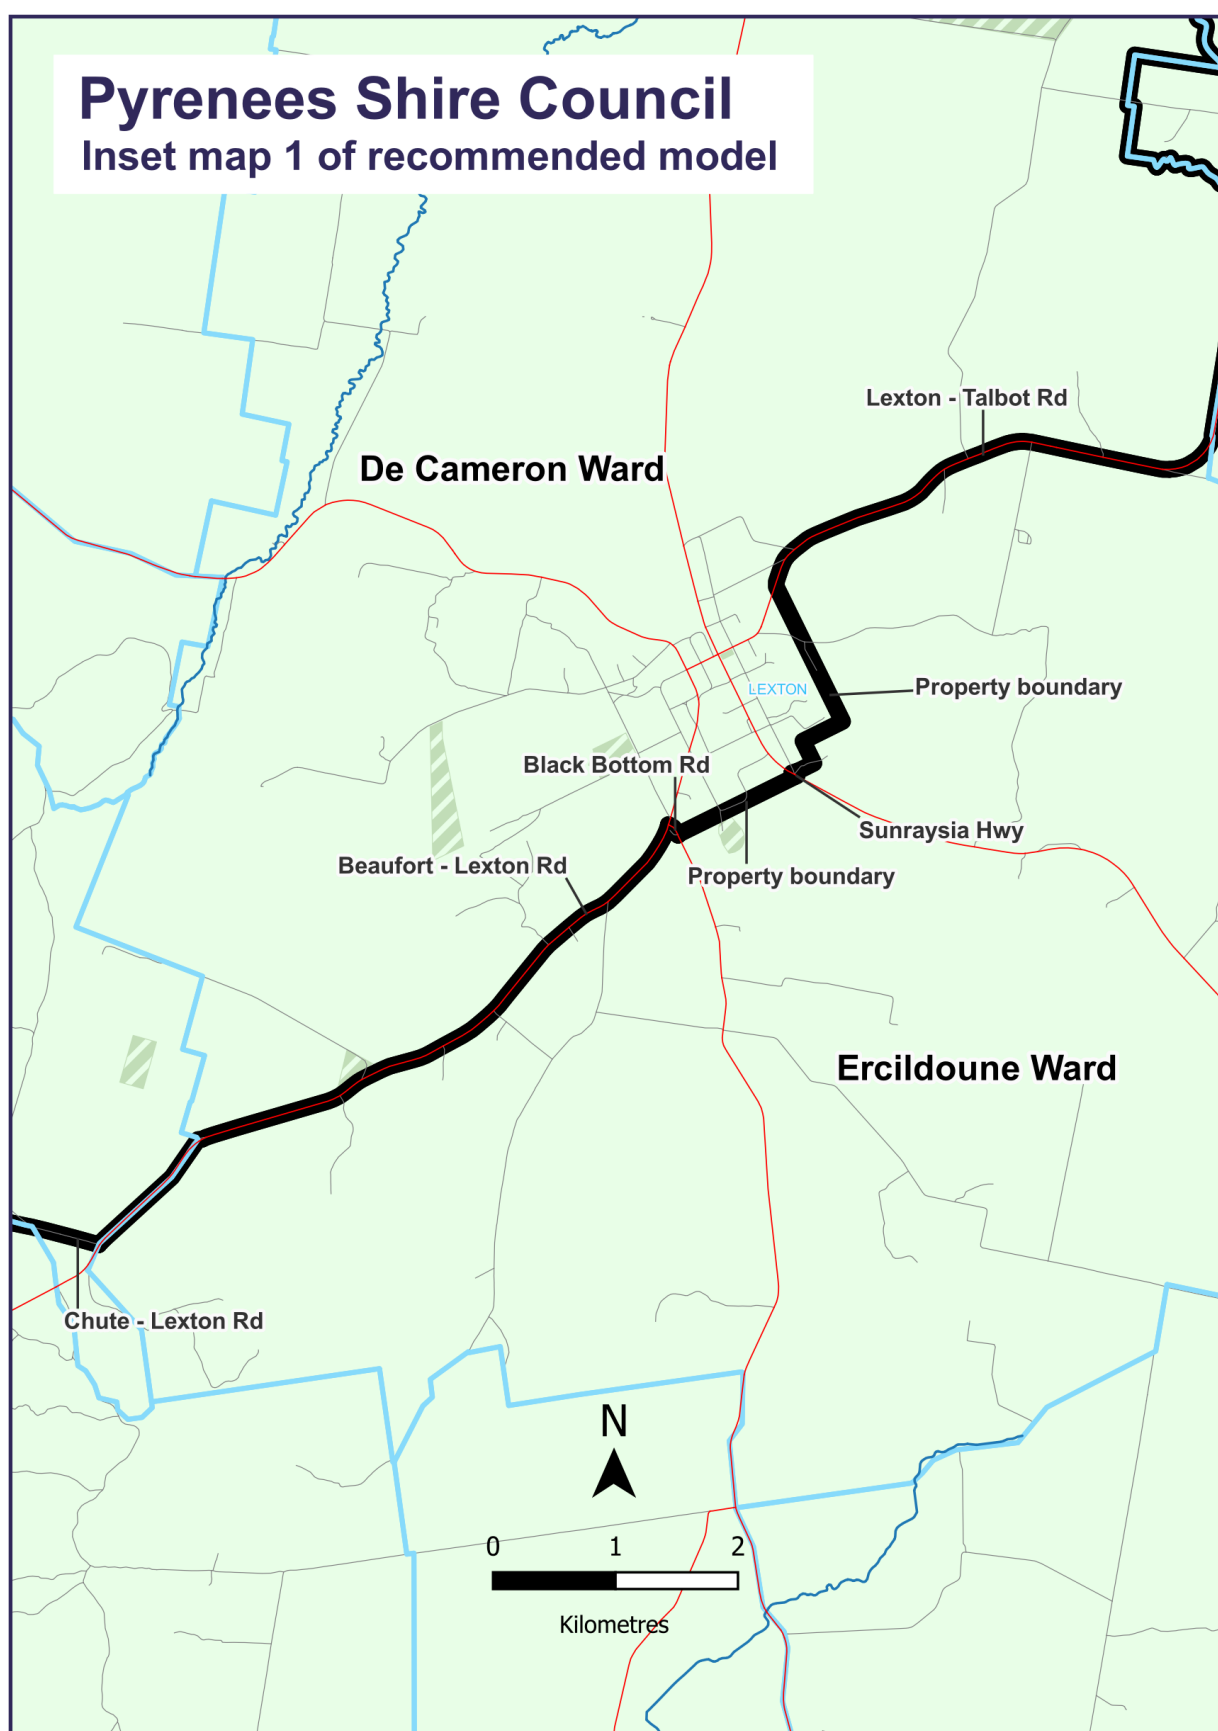 Pyrenees Shire Council
Inset map 1 of recommended model
Lexton - Talbot Rd
De Cameron Ward
LEXTON
Property boundary
Black Bottom Rd
Sunraysia Hwy
Beaufort - Lexton Rd
Property boundary
Ercildoune Ward
Chute - Lexton Rd
N
0 1 2
Kilometres